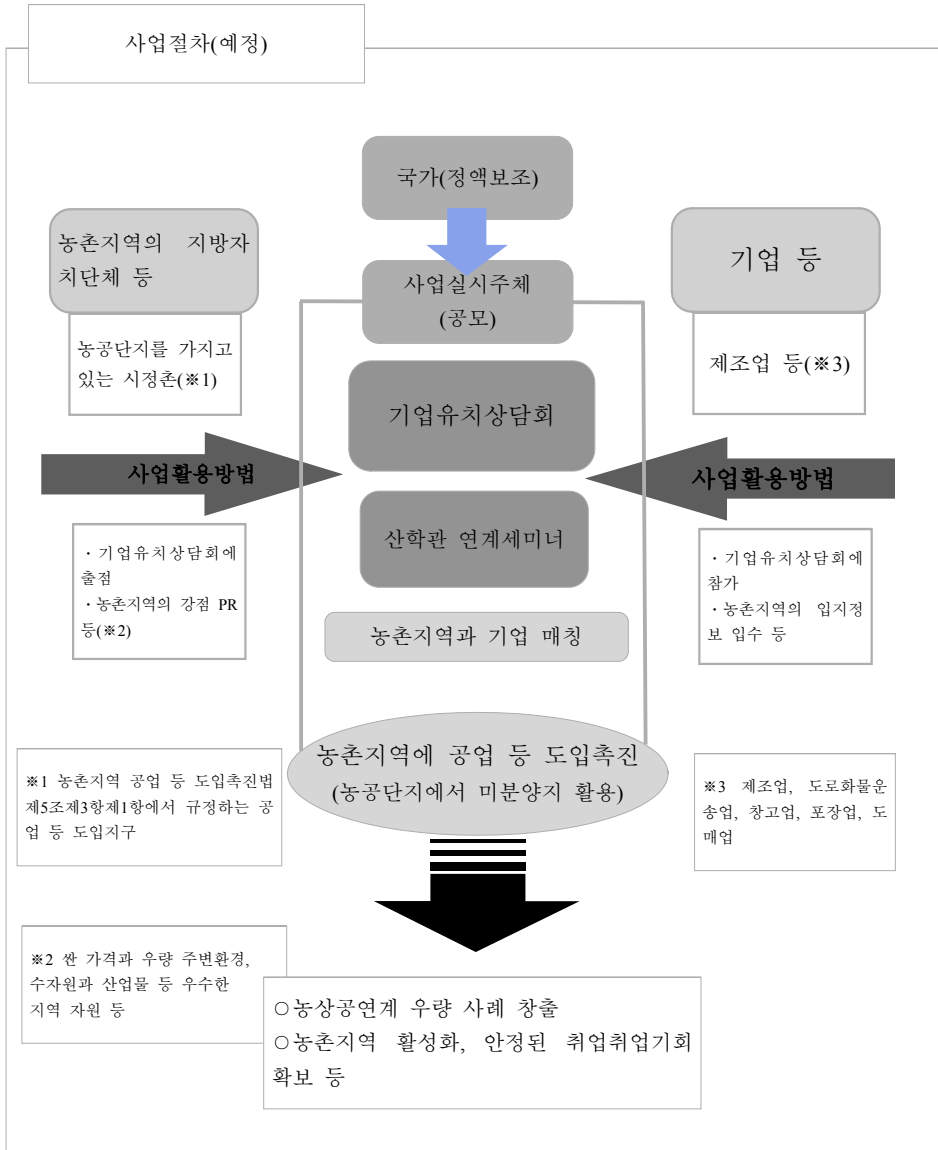 사업절차(예정)
국가(정액보조)
농촌지역의 지방자
치단체 등
기업 등
사업실시주체
(공모)
농공단지를 가지고
있는 시정촌(※1)
제조업 등(※3)
기업유치상담회
사업활용방법
사업활용방법
산학관 연계세미너
· 기업유치상담회에
출점
· 농촌지역의 강점 PR
등(※2)
· 기업유치상담회에
참가
· 농촌지역의 입지정
보 입수 등
농촌지역과 기업 매칭
농촌지역에 공업 등 도입촉진
(농공단지에서 미분양지 활용)
※1 농촌지역 공업 등 도입촉진법
제5조제3항제1항에서 규정하는 공
업 등 도입지구
※3 제조업, 도로화물운
송업, 창고업, 포장업, 도
매업
※2 싼 가격과 우량 주변환경,
수자원과 산업물 등 우수한
지역 자원 등
○농상공연계 우량 사례 창출
○농촌지역 활성화, 안정된 취업취업기회
확보 등